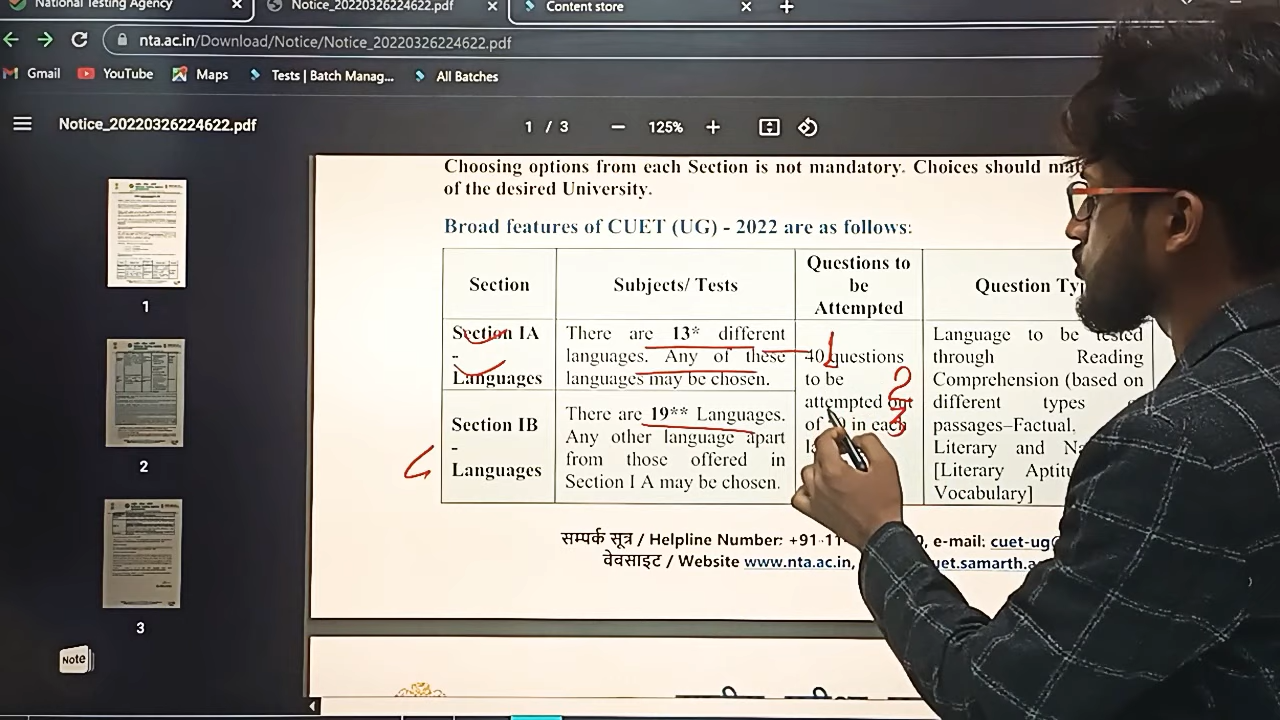 National Testing Agency
Notice_20220326224622.pdf
Content store
nta.ac.in/Download/Notice/Notice_20220326224622.pdf
Gmail
YouTube
Maps
Tests | Batch Manag...
All Batches
Notice_20220326224622.pdf
1 / 3
125%
1
2
3
Note
Choosing options from each Section is not mandatory. Choices should
of the desired University.
Broad features of CUET (UG) - 2022 are as follows:
Section
Subjects/ Tests
Questions to
be
Attempted
Question
Section IA
-
Languages
There are 13* different
languages. Any of these
languages may be chosen.
Section IB
-
Languages
There are 19** Languages.
Any other language apart
from those offered in
Section I A may be chosen.
40 questions
to be
attempted out
of in each
Language to be tested
through Reading
Comprehension (based on
different types
passages–Factual,
Literary and
[Literary
Vocabulary]
1
2
3
सम्पर्क सूत्र / Helpline Number: +91
e-mail:
वेवसाइट / Website www.nta.ac.in,